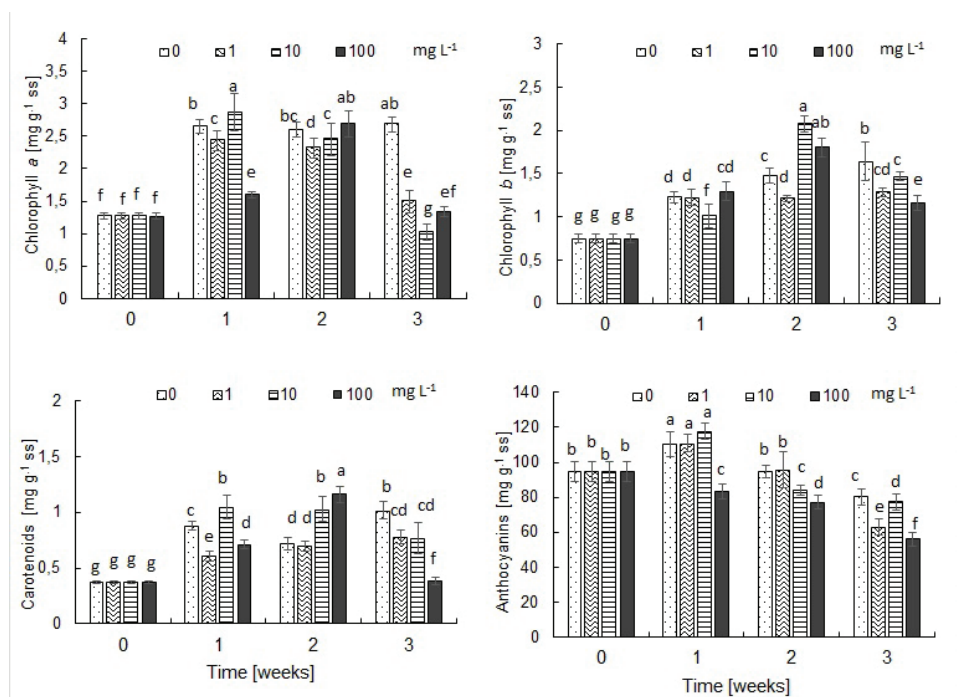 0 1 10 100 mg L⁻¹
Chlorophyll a [mg g-¹ ss]
4
3,5
3
2,5
2
1,5
1
0,5
0
f f f f
b c a e
bc d c ab
ab e g ef
0 1 2 3
0 1 10 100 mg L⁻¹
Chlorophyll b [mg g-¹ ss]
3
2,5
2
1,5
1
0,5
0
g g g g
d d f cd
c d a ab
b cd c e
0 1 2 3
0 1 10 100 mg L⁻¹
Carotenoids [mg g-¹ ss]
2
1,5
1
0,5
0
g g g g
c e b d
d d b a
b cd cd f
0 1 2 3
Time [weeks]
0 1 10 100 mg L⁻¹
Anthocyanins [mg g-¹ ss]
140
120
100
80
60
40
20
0
b b b b
a a a c
b b c d
c e d f
0 1 2 3
Time [weeks]